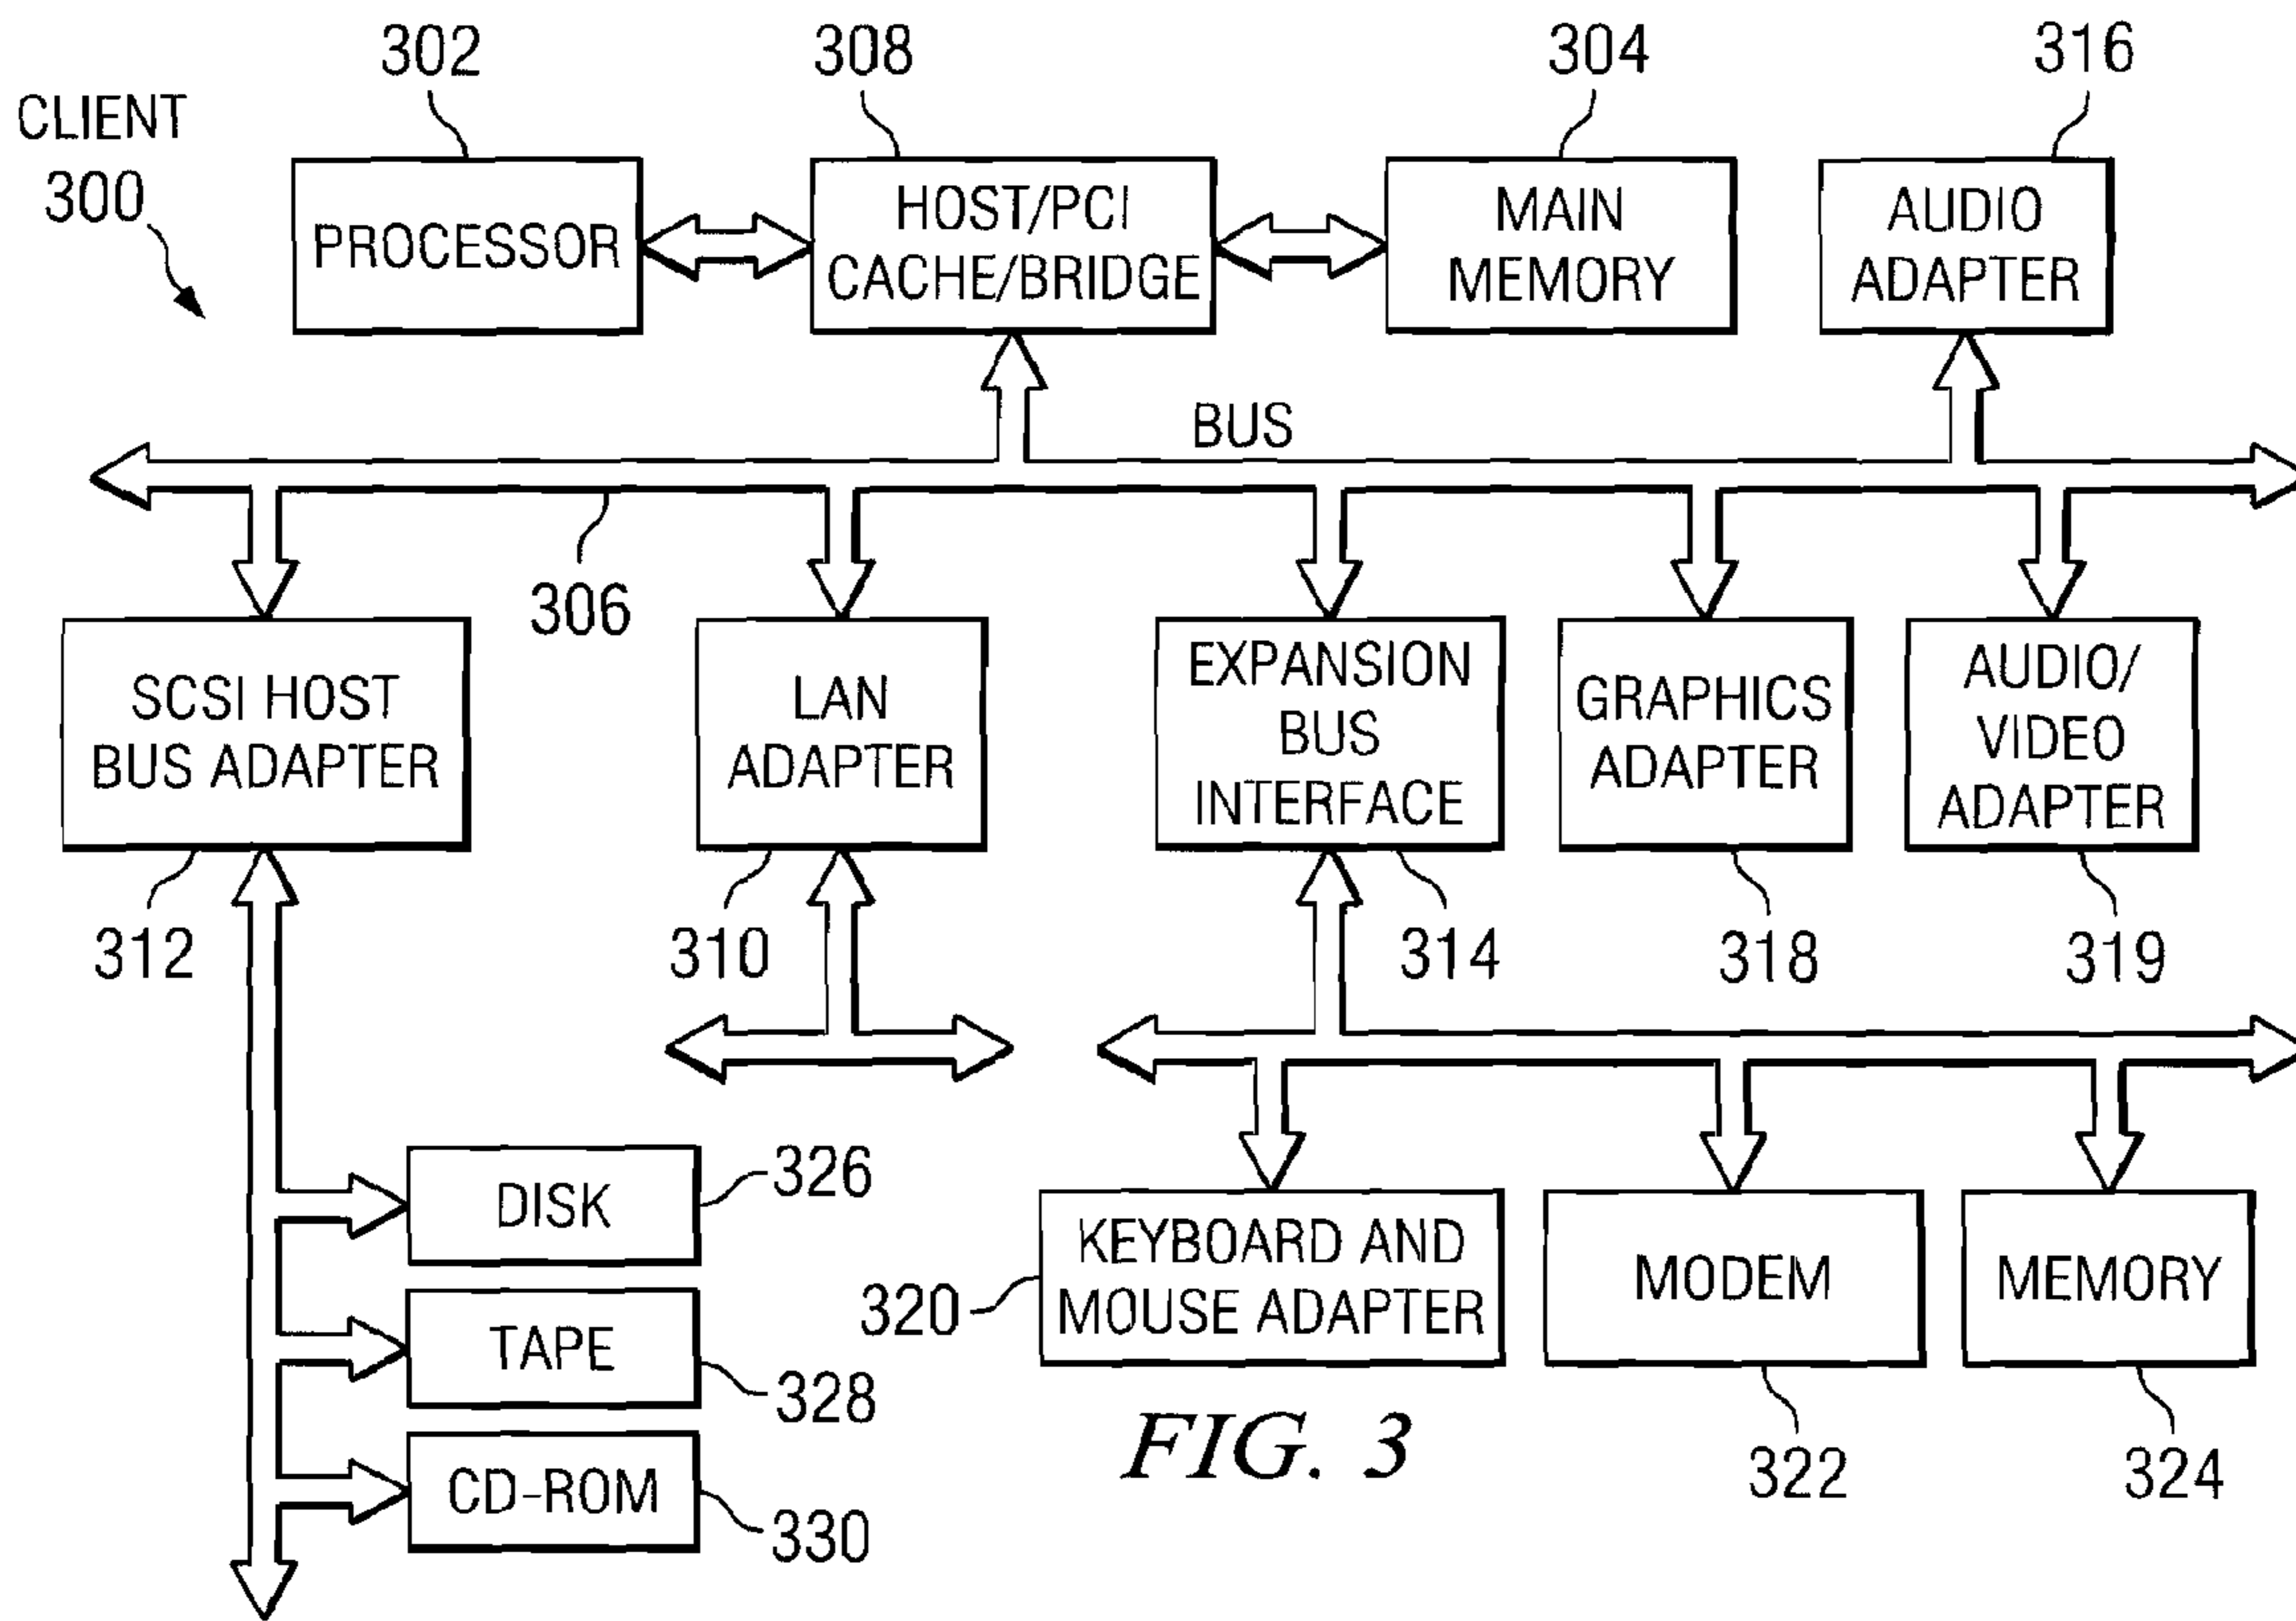 302
308
304
316
CLIENT
300
PROCESSOR
HOST/PCI
CACHE/BRIDGE
MAIN
MEMORY
AUDIO
ADAPTER
BUS
306
SCSI HOST
BUS ADAPTER
LAN
ADAPTER
EXPANSION
BUS
INTERFACE
GRAPHICS
ADAPTER
AUDIO/
VIDEO
ADAPTER
312
310
314
318
319
DISK
326
TAPE
328
CD-ROM
330
320
KEYBOARD AND
MOUSE ADAPTER
MODEM
MEMORY
322
324
FIG. 3